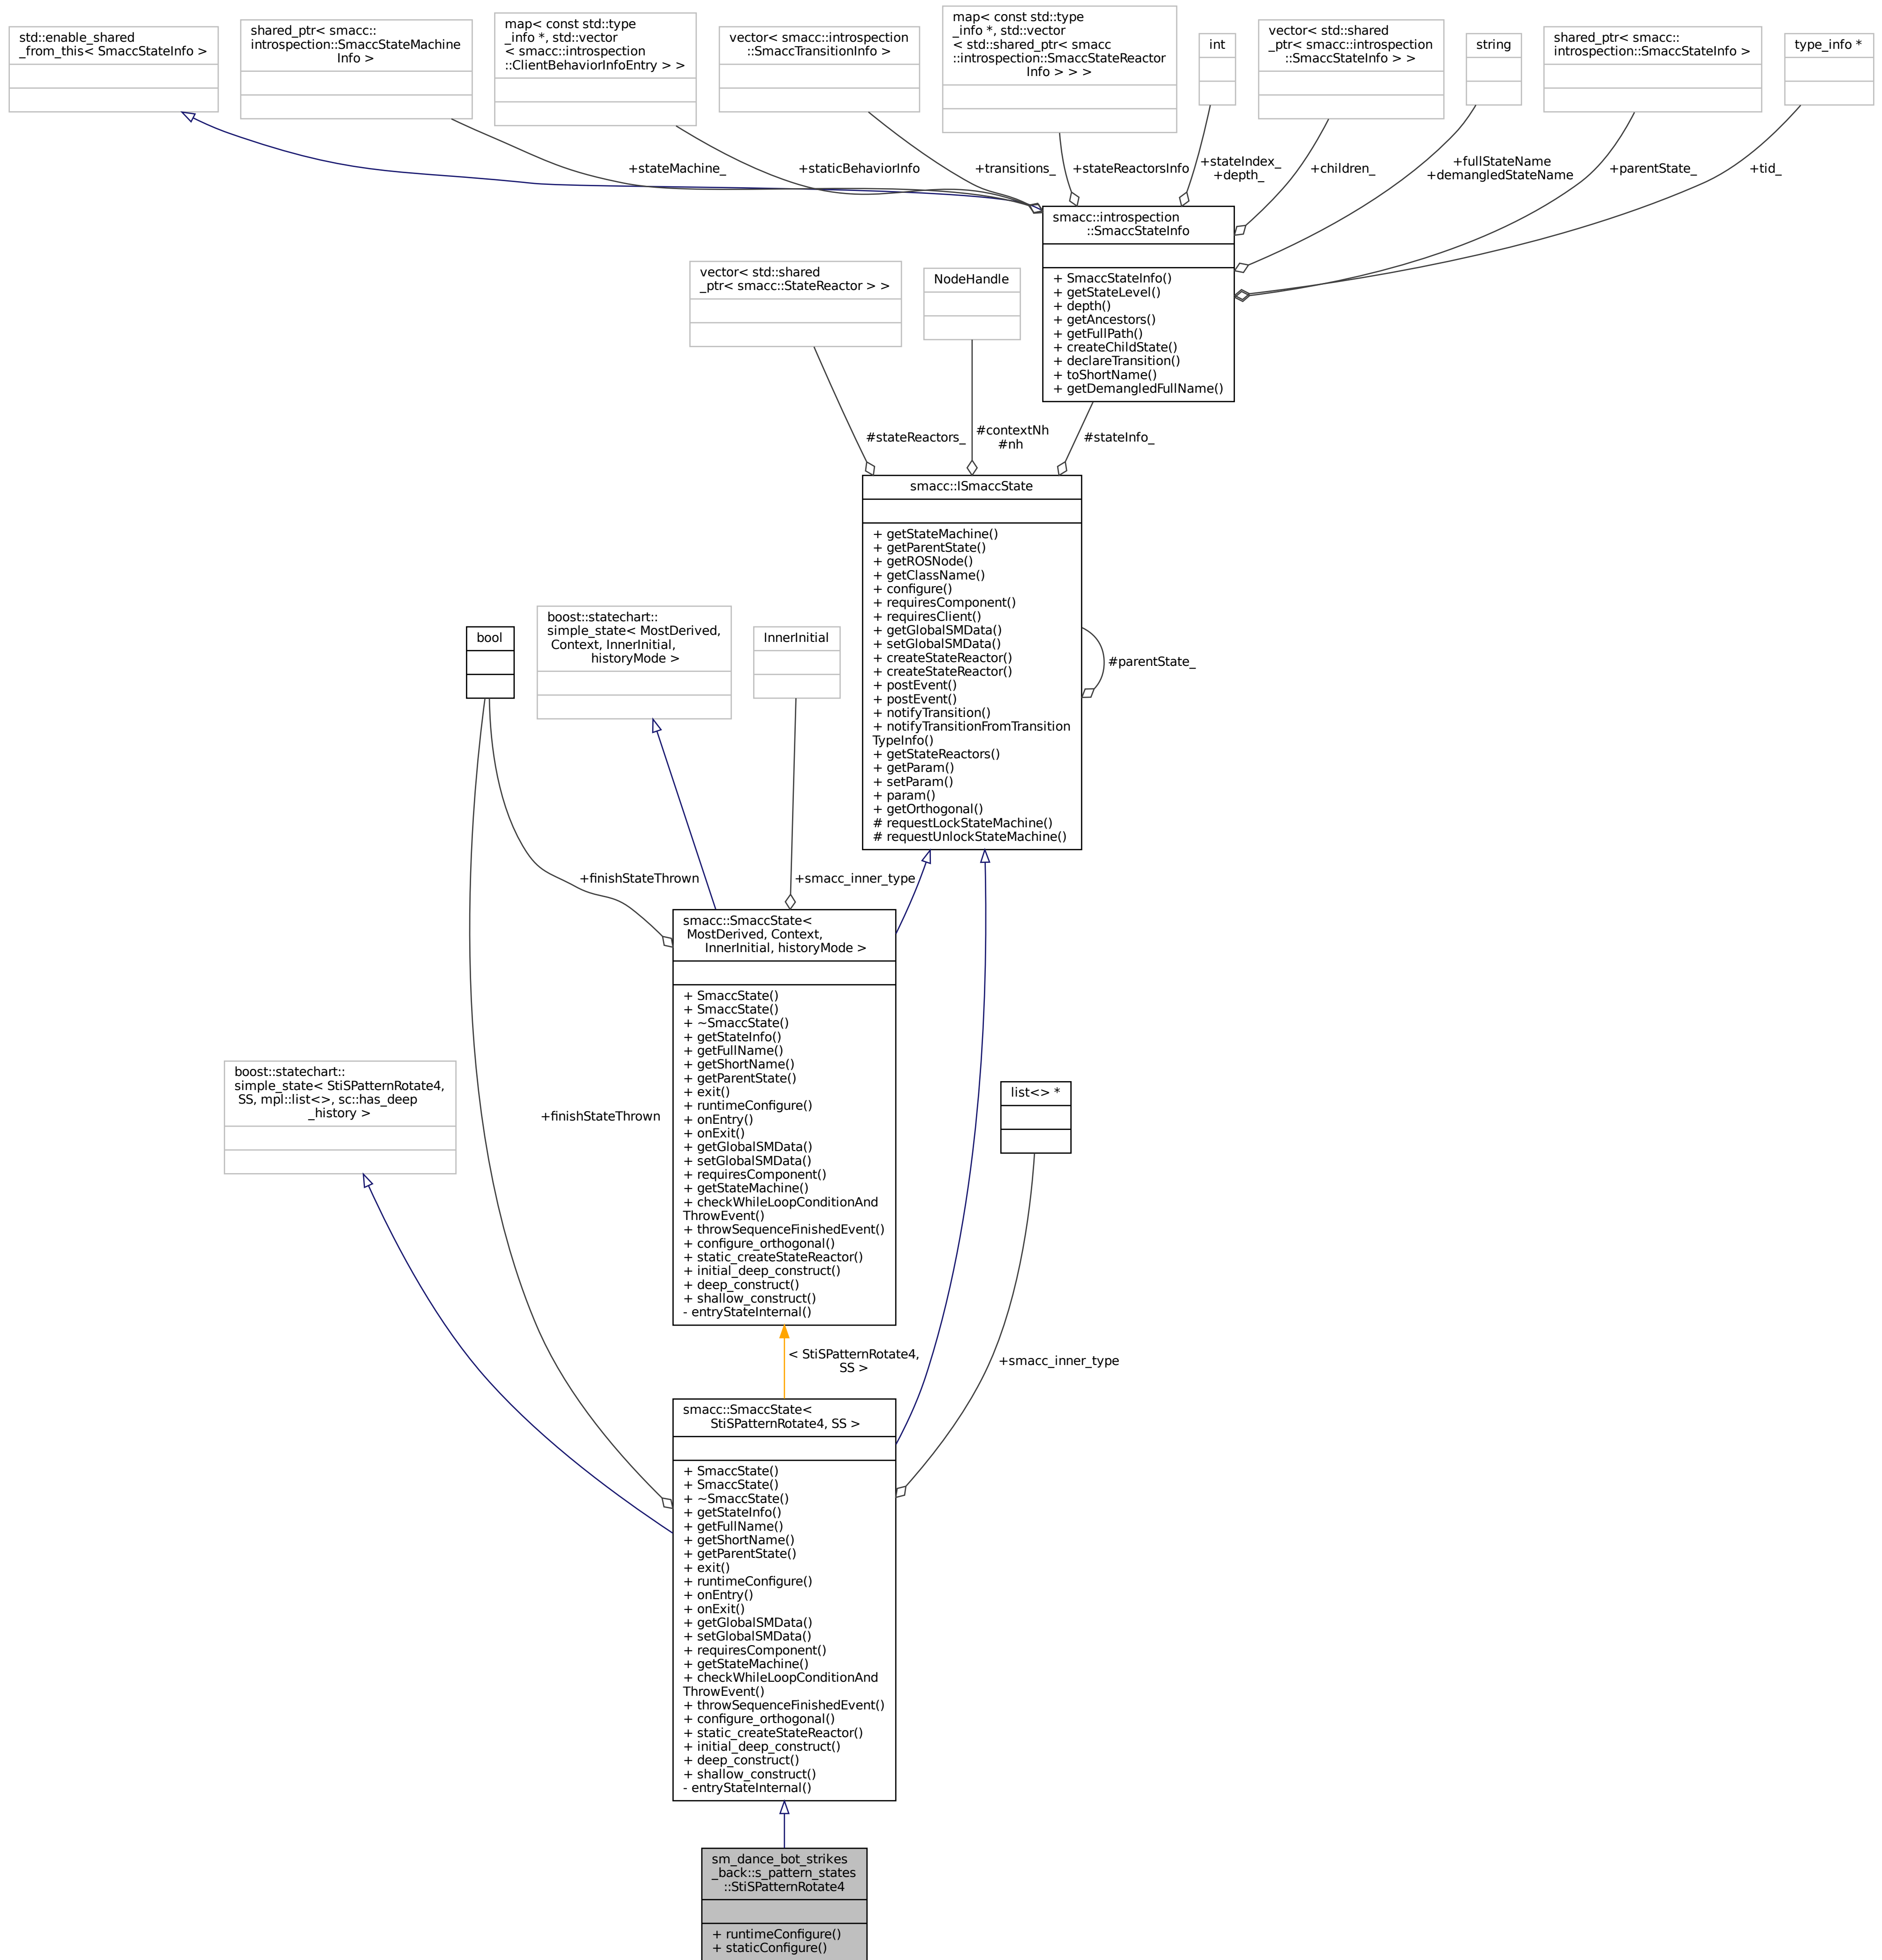 std::enable_shared
_from_this< SmaccStateInfo >
shared_ptr< smacc::
introspection::SmaccStateMachine
Info >
map< const std::type
_info *, std::vector
< smacc::introspection
::ClientBehaviorInfoEntry > >
vector< smacc::introspection
::SmaccTransitionInfo >
map< const std::type
_info *, std::vector
< std::shared_ptr< smacc
::introspection::SmaccStateReactor
Info > > >
int
vector< std::shared
_ptr< smacc::introspection
::SmaccStateInfo > >
string
shared_ptr< smacc::
introspection::SmaccStateInfo >
type_info *
+stateMachine_
+staticBehaviorInfo
+transitions_
+stateReactorsInfo
+stateIndex_
+depth_
+children_
+fullStateName
+demangledStateName
+parentState_
+tid_
smacc::introspection
::SmaccStateInfo
+ SmaccStateInfo()
+ getStateLevel()
+ depth()
+ getAncestors()
+ getFullPath()
+ createChildState()
+ declareTransition()
+ toShortName()
+ getDemangledFullName()
vector< std::shared
_ptr< smacc::StateReactor > >
NodeHandle
#stateReactors_
#contextNh
#nh
#stateInfo_
smacc::ISmaccState
+ getStateMachine()
+ getParentState()
+ getROSNode()
+ getClassName()
+ configure()
+ requiresComponent()
+ requiresClient()
+ getGlobalSMData()
+ setGlobalSMData()
+ createStateReactor()
+ createStateReactor()
+ postEvent()
+ postEvent()
+ notifyTransition()
+ notifyTransitionFromTransition
TypeInfo()
+ getStateReactors()
+ getParam()
+ setParam()
+ param()
+ getOrthogonal()
# requestLockStateMachine()
# requestUnlockStateMachine()
#parentState_
bool
boost::statechart::
simple_state< MostDerived,
Context, InnerInitial,
historyMode >
InnerInitial
+finishStateThrown
+smacc_inner_type
smacc::SmaccState<
MostDerived, Context,
InnerInitial, historyMode >
+ SmaccState()
+ SmaccState()
+ ~SmaccState()
+ getStateInfo()
+ getFullName()
+ getShortName()
+ getParentState()
+ exit()
+ runtimeConfigure()
+ onEntry()
+ onExit()
+ getGlobalSMData()
+ setGlobalSMData()
+ requiresComponent()
+ getStateMachine()
+ checkWhileLoopConditionAnd
ThrowEvent()
+ throwSequenceFinishedEvent()
+ configure_orthogonal()
+ static_createStateReactor()
+ initial_deep_construct()
+ deep_construct()
+ shallow_construct()
- entryStateInternal()
boost::statechart::
simple_state< StiSPatternRotate4,
SS, mpl::list<>, sc::has_deep
_history >
+finishStateThrown
list<> *
< StiSPatternRotate4,
SS >
+smacc_inner_type
smacc::SmaccState<
StiSPatternRotate4, SS >
+ SmaccState()
+ SmaccState()
+ ~SmaccState()
+ getStateInfo()
+ getFullName()
+ getShortName()
+ getParentState()
+ exit()
+ runtimeConfigure()
+ onEntry()
+ onExit()
+ getGlobalSMData()
+ setGlobalSMData()
+ requiresComponent()
+ getStateMachine()
+ checkWhileLoopConditionAnd
ThrowEvent()
+ throwSequenceFinishedEvent()
+ configure_orthogonal()
+ static_createStateReactor()
+ initial_deep_construct()
+ deep_construct()
+ shallow_construct()
- entryStateInternal()
sm_dance_bot_strikes
_back::s_pattern_states
::StiSPatternRotate4
+ runtimeConfigure()
+ staticConfigure()